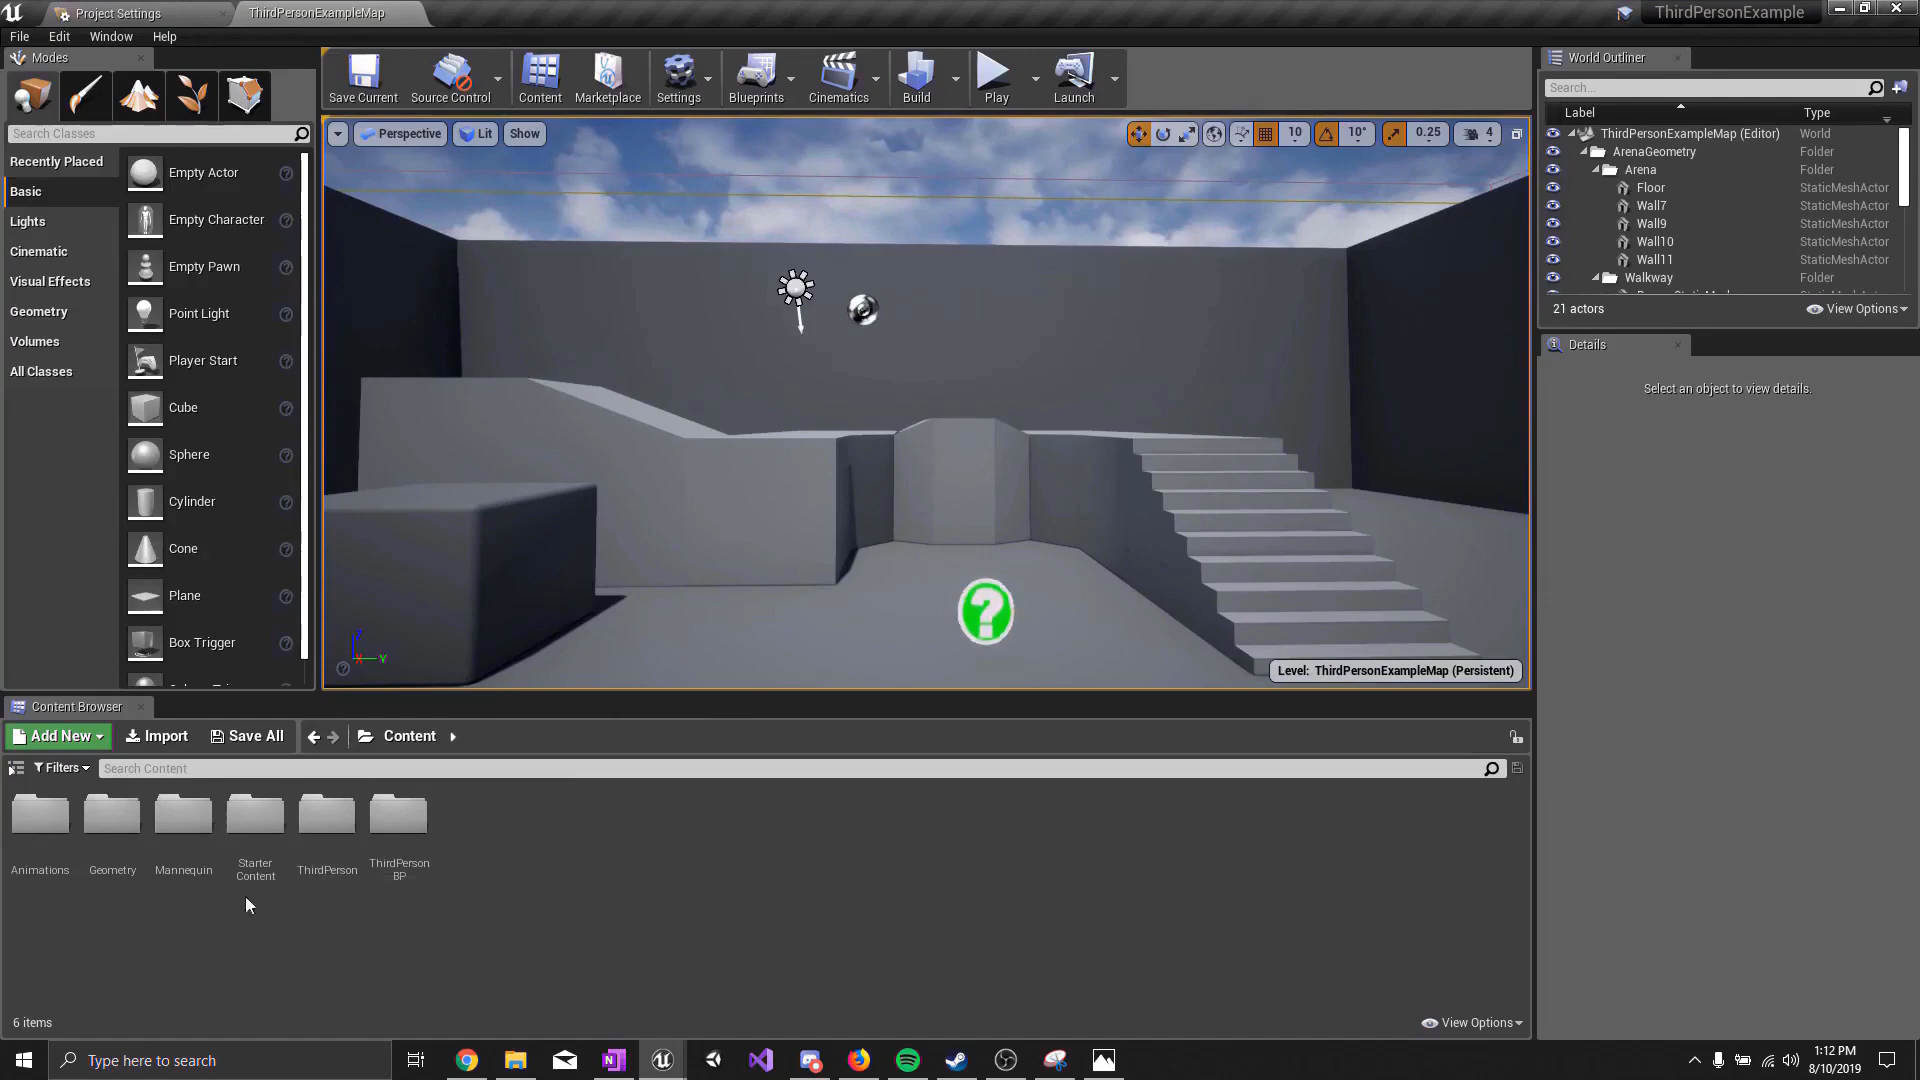 Project Settings
ThirdPersonExampleMap
ThirdPersonExample
File
Edit
Window
Help
Modes
Save Current
Source Control
Content
Marketplace
Settings
Blueprints
Cinematics
Build
Play
Launch
World Outliner
Search...
Search Classes
Perspective
Lit
Show
10
10°
0.25
4
Label
Type
ThirdPersonExampleMap (Editor)
World
ArenaGeometry
Folder
Arena
Folder
Floor
StaticMeshActor
Wall7
StaticMeshActor
Wall9
StaticMeshActor
Wall10
StaticMeshActor
Wall11
StaticMeshActor
Walkway
Folder
21 actors
View Options
Details
Select an object to view details.
Recently Placed
Basic
Lights
Cinematic
Visual Effects
Geometry
Volumes
All Classes
Empty Actor
Empty Character
Empty Pawn
Point Light
Player Start
Cube
Sphere
Cylinder
Cone
Plane
Box Trigger
?
Z
X
Y
Level: ThirdPersonExampleMap (Persistent)
Content Browser
Add New
Import
Save All
Content
Filters
Search Content
Animations
Geometry
Mannequin
Starter
Content
ThirdPerson
ThirdPerson
BP
6 items
View Options
Type here to search
1:12 PM
8/10/2019